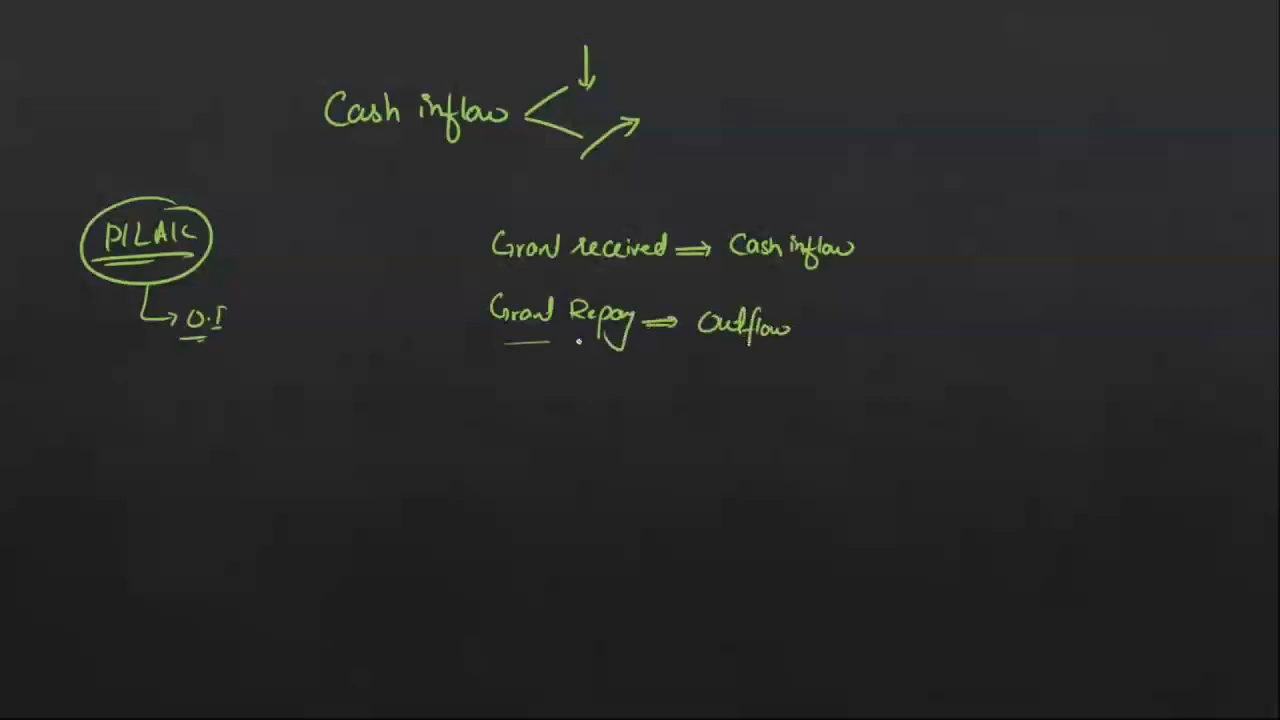 Cash inflow
PILAIC
O.I
Grant received ⇒ Cash inflow
Grant Repay ⇒ Outflow